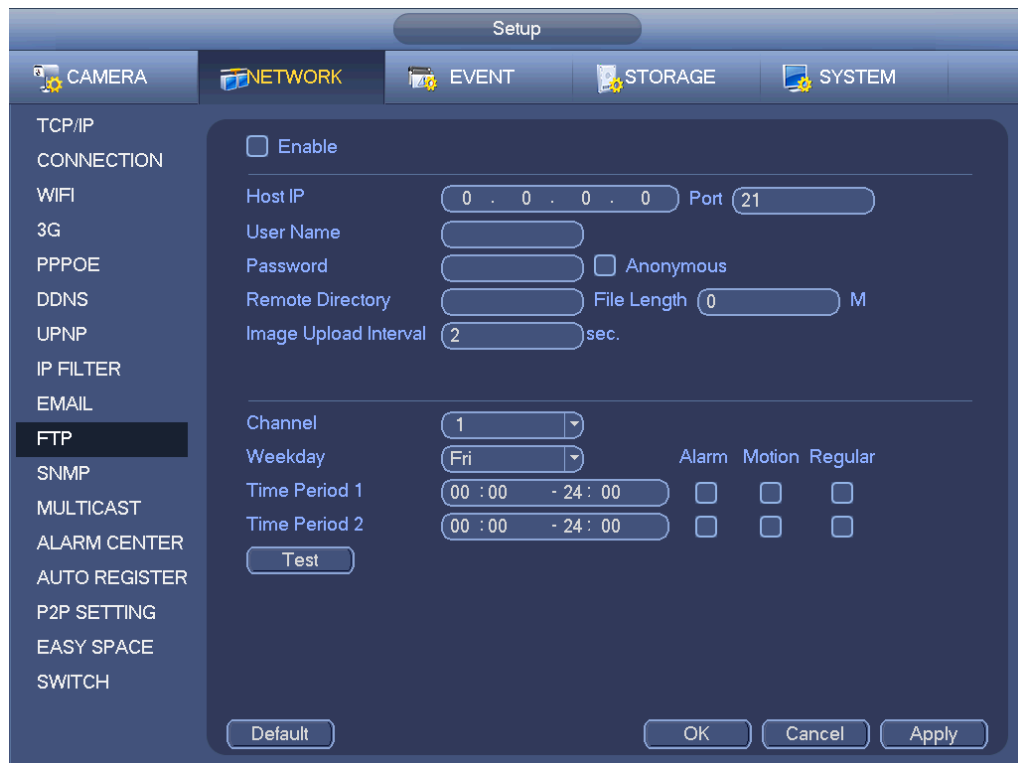 Setup
CAMERA NETWORK EVENT STORAGE SYSTEM
TCP/IP
CONNECTION
WIFI
3G
PPPOE
DDNS
UPNP
IP FILTER
EMAIL
FTP
SNMP
MULTICAST
ALARM CENTER
AUTO REGISTER
P2P SETTING
EASY SPACE
SWITCH
Enable
Host IP 0 . 0 . 0 . 0 Port 21
User Name
Password Anonymous
Remote Directory File Length 0 M
Image Upload Interval 2 sec.
Channel 1
Weekday Fri Alarm Motion Regular
Time Period 1 00 :00 - 24 : 00
Time Period 2 00 :00 - 24 : 00
Test
Default OK Cancel Apply